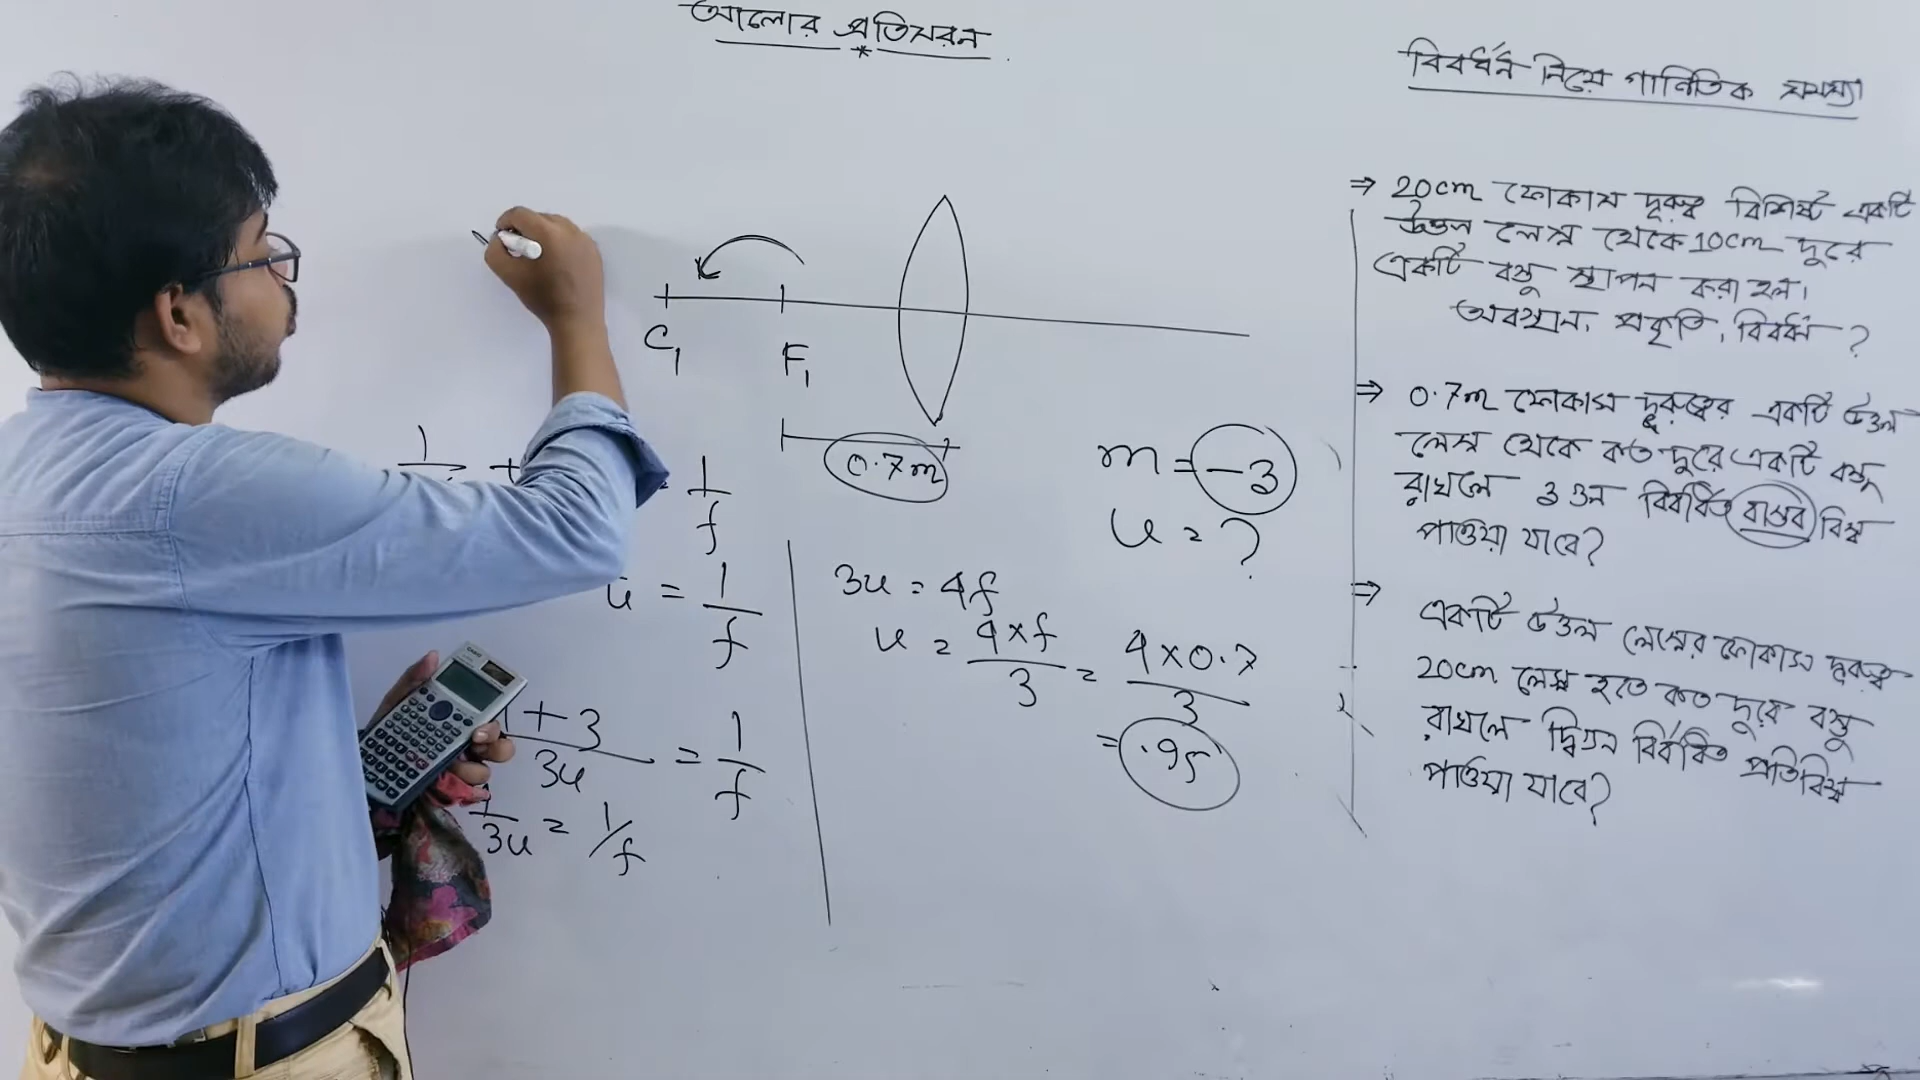 আলোর প্রতিসরন
*
বিবর্ধন নিয়ে গানিতিক সমস্যা
⇒ 20cm ফোকাস দূরত্ব বিশিষ্ট একটি
উত্তল লেন্স থেকে 10cm দুরে
একটি বস্তু স্থাপন করা হল।
অবস্থান, প্রকৃতি, বিবর্ধন ?
⇒ 0.7m ফোকাস দূরত্বের একটি উত্তল
লেন্স থেকে কত দুরে একটি বস্তু
রাখলে 3 গুন বিবর্ধিত বাস্তব বিম্ব
পাওয়া যাবে?
⇒ একটি উত্তল লেন্সের ফোকাস দূরত্ব
20cm লেন্স হতে কত দুরে বস্তু
রাখলে দ্বিগুন বিবর্ধিত প্রতিবিম্ব
পাওয়া যাবে?
C₁
F₁
0.7m
m = -3
u = ?
1 + = 1/f
u = 1/f
1+3/3u = 1/f
3u = 1/f
3u = 4f
u = 4×f/3 = 4×0.7/3
= .95